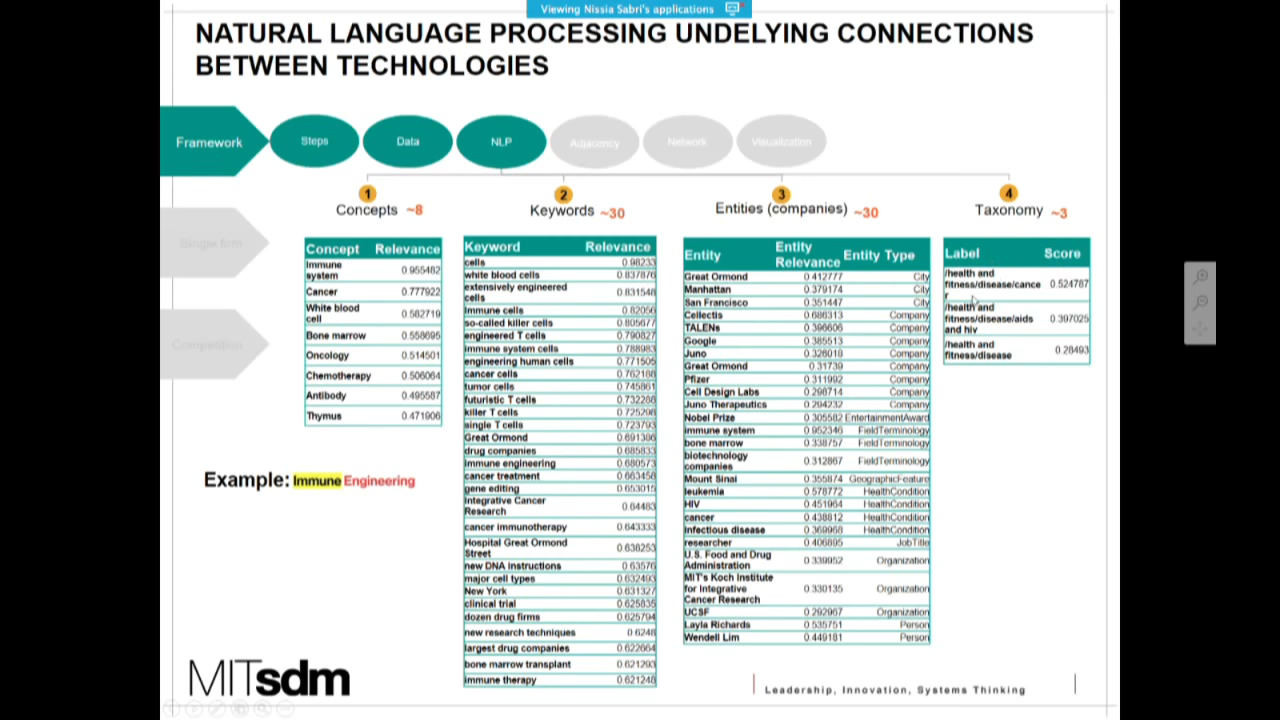 Viewing Nissia Sabri's applications
NATURAL LANGUAGE PROCESSING UNDELYING CONNECTIONS
BETWEEN TECHNOLOGIES
Framework
Steps
Data
NLP
Adjacency
Network
Visualization
Single firm
Competition
1
Concepts ~8
2
Keywords ~30
3
Entities (companies) ~30
4
Taxonomy ~3
Concept Relevance
Immune
system 0.955482
Cancer 0.777922
White blood
cell 0.582719
Bone marrow 0.558695
Oncology 0.514501
Chemotherapy 0.506064
Antibody 0.495587
Thymus 0.471906
Example: Immune Engineering
Keyword Relevance
cells 0.98233
white blood cells 0.837876
extensively engineered
cells 0.831548
Immune cells 0.82056
so-called killer cells 0.805677
engineered T cells 0.790827
immune system cells 0.788983
engineering human cells 0.771505
cancer cells 0.762188
tumor cells 0.745861
futuristic T cells 0.732286
killer T cells 0.725298
single T cells 0.723793
Great Ormond 0.691386
drug companies 0.685833
Immune engineering 0.680573
cancer treatment 0.663458
gene editing 0.653015
Integrative Cancer
Research 0.64483
cancer immunotherapy 0.643333
Hospital Great Ormond
Street 0.638253
new DNA instructions 0.63576
major cell types 0.632493
New York 0.631327
clinical trial 0.625835
dozen drug firms 0.625794
new research techniques 0.6248
largest drug companies 0.622664
bone marrow transplant 0.621293
immune therapy 0.621248
Entity Entity Relevance Entity Type
Great Ormond 0.412777 City
Manhattan 0.379174 City
San Francisco 0.351447 City
Cellectis 0.686313 Company
TALENs 0.396606 Company
Google 0.385513 Company
Juno 0.326018 Company
Great Ormond 0.31739 Company
Pfizer 0.311992 Company
Cell Design Labs 0.298714 Company
Juno Therapeutics 0.294232 Company
Nobel Prize 0.305582 EntertainmentAward
immune system 0.952346 FieldTerminology
bone marrow 0.338757 FieldTerminology
biotechnology
companies 0.312867 FieldTerminology
Mount Sinai 0.355874 GeographicFeature
leukemia 0.578772 HealthCondition
HIV 0.451964 HealthCondition
cancer 0.438812 HealthCondition
Infectious disease 0.369968 HealthCondition
researcher 0.406895 JobTitle
U.S. Food and Drug
Administration 0.339952 Organization
MIT's Koch Institute
for Integrative 0.330135 Organization
Cancer Research
UCSF 0.292967 Organization
Layla Richards 0.535751 Person
Wendell Lim 0.449181 Person
Label Score
/health and
fitness/disease/cance 0.524787
r
/health and
fitness/disease/aids 0.397025
and hiv
/health and
fitness/disease 0.28493
MITsdm
Leadership, Innovation, Systems Thinking